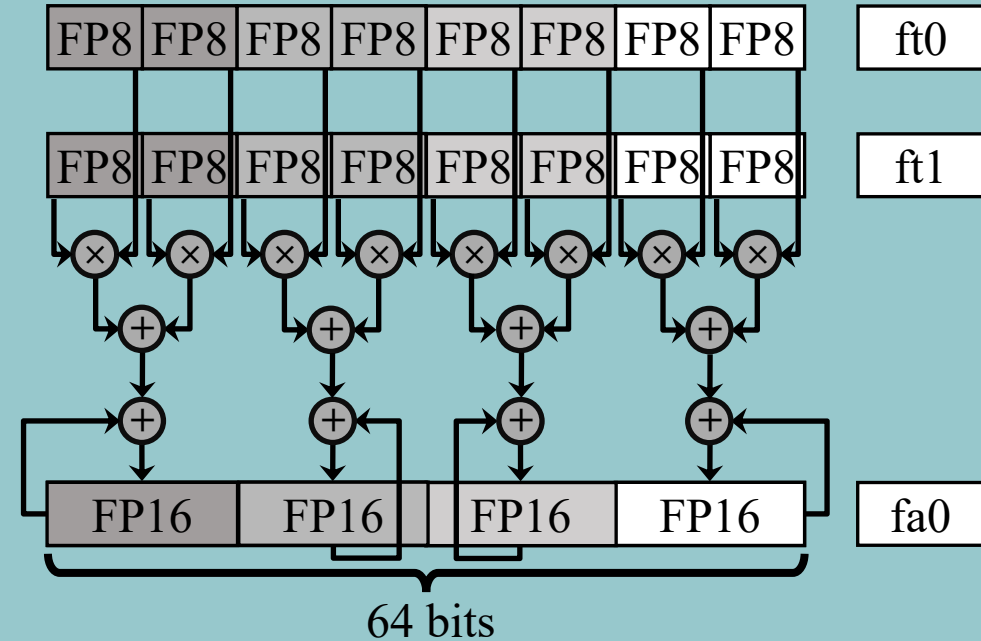 FP8 FP8 FP8 FP8 FP8 FP8 FP8 FP8 ft0
FP8 FP8 FP8 FP8 FP8 FP8 FP8 FP8 ft1
× × × × × × × ×
+ + + +
+ + + +
FP16 FP16 FP16 FP16 fa0
64 bits